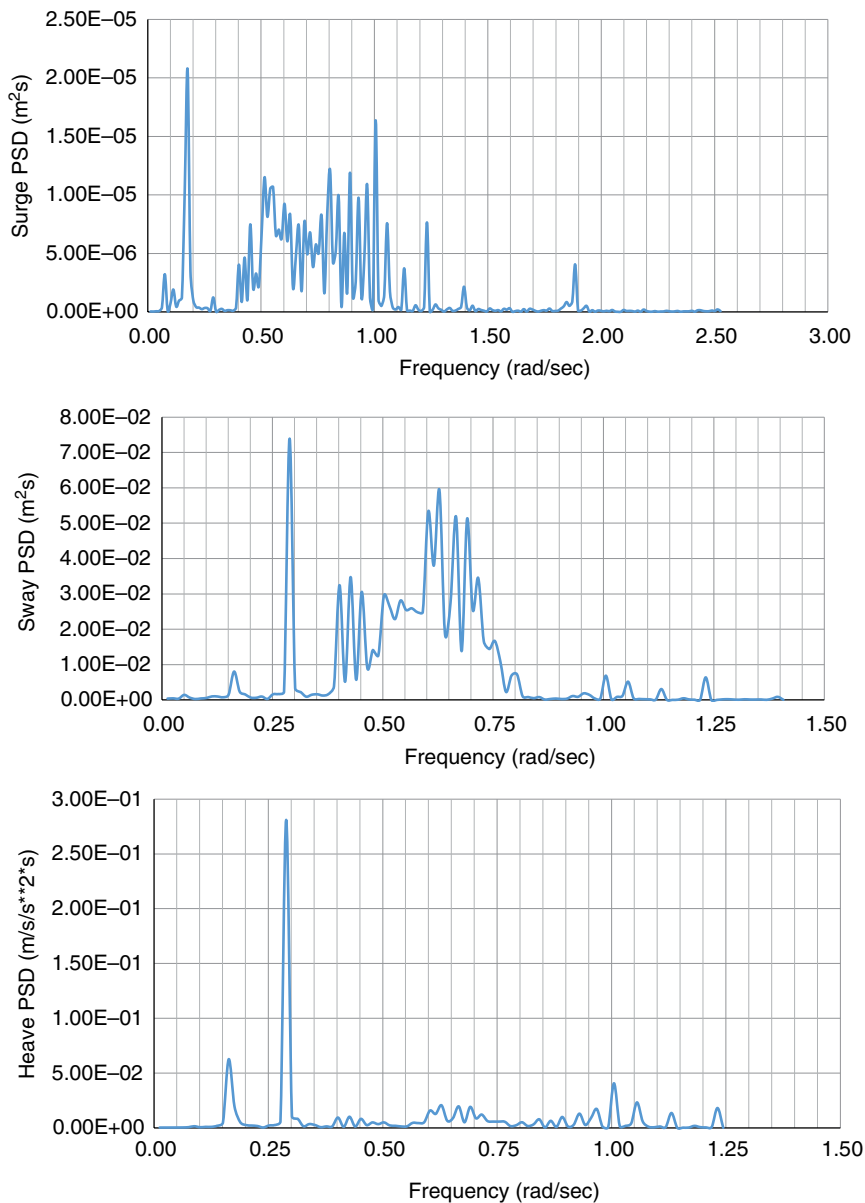 2.50E–05
2.00E–05
1.50E–05
1.00E–05
5.00E–06
0.00E+00
Surge PSD (m²s)
0.00 0.50 1.00 1.50 2.00 2.50 3.00
Frequency (rad/sec)
8.00E–02
7.00E–02
6.00E–02
5.00E–02
4.00E–02
3.00E–02
2.00E–02
1.00E–02
0.00E+00
Sway PSD (m²s)
0.00 0.25 0.50 0.75 1.00 1.25 1.50
Frequency (rad/sec)
3.00E–01
2.50E–01
2.00E–01
1.50E–01
1.00E–01
5.00E–02
0.00E+00
Heave PSD (m/s/s**2*s)
0.00 0.25 0.50 0.75 1.00 1.25 1.50
Frequency (rad/sec)